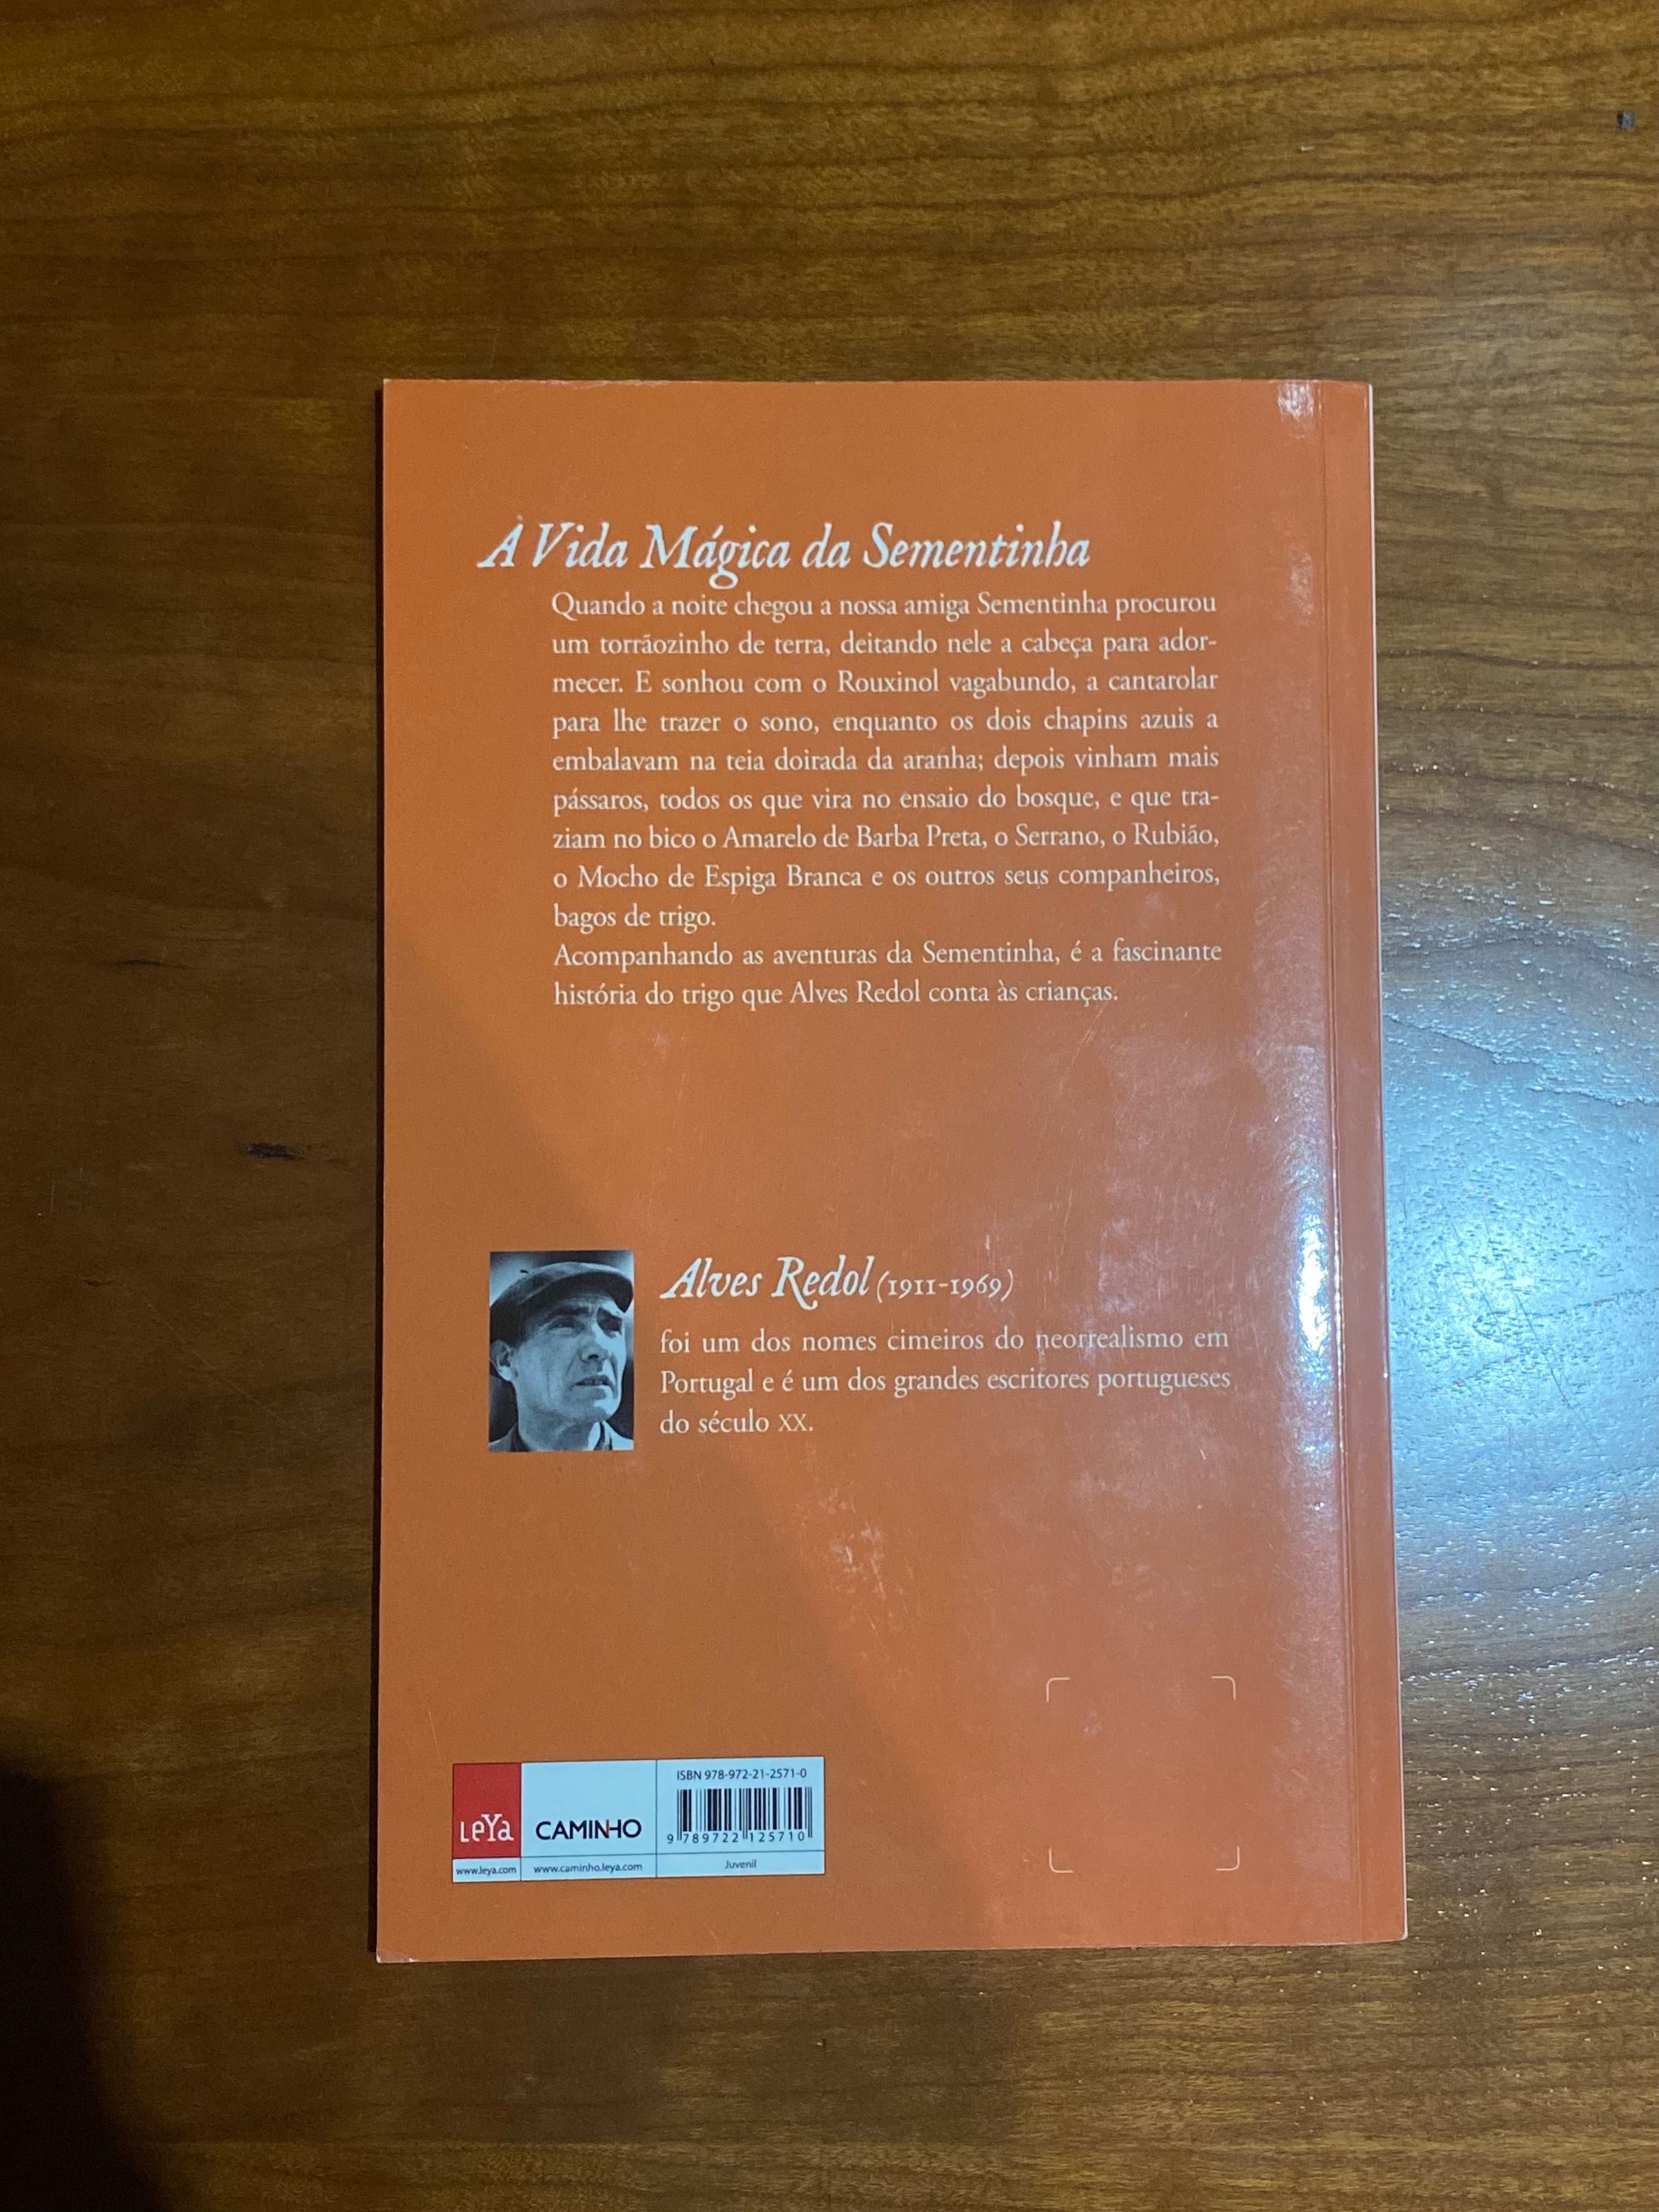 A Vida Mágica da Sementinha
Quando a noite chegou a nossa amiga Sementinha procurou
um torrãozinho de terra, deitando nele a cabeça para ador-
mecer. E sonhou com o Rouxinol vagabundo, a cantarolar
para lhe trazer o sono, enquanto os dois chapins azuis a
embalavam na teia doirada da aranha; depois vinham mais
pássaros, todos os que vira no ensaio do bosque, e que tra-
ziam no bico o Amarelo de Barba Preta, o Serrano, o Rubião,
o Mocho de Espiga Branca e os outros seus companheiros,
bagos de trigo.
Acompanhando as aventuras da Sementinha, é a fascinante
história do trigo que Alves Redol conta às crianças.
Alves Redol (1911-1969)
foi um dos nomes cimeiros do neorrealismo em
Portugal e é um dos grandes escritores portugueses
do século XX.
ISBN 978-972-21-2571-0
LeYa
CAMINHO
9 789722 125710
www.leya.com
www.caminho.leya.com
Juvenil